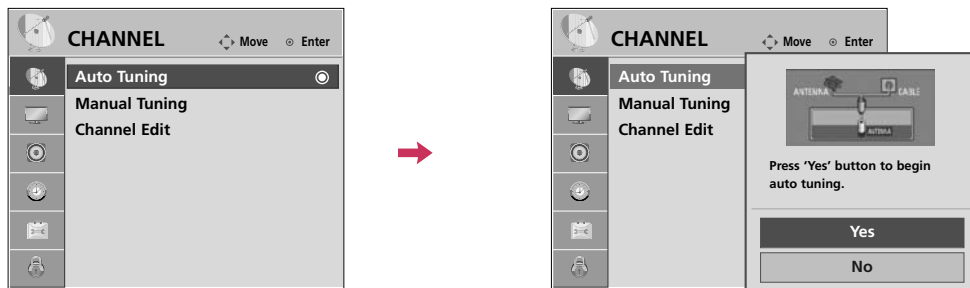 CHANNEL
Move Enter
Auto Tuning
Manual Tuning
Channel Edit
CHANNEL
Move Enter
Auto Tuning
Manual Tuning
Channel Edit
ANTENNA
CABLE
ANTENNA
Press ‘Yes’ button to begin
auto tuning.
Yes
No